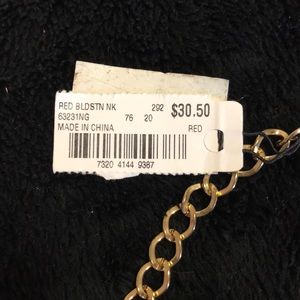 RED BLDSTN NK 292 $30.50
63231NG 76 20
MADE IN CHINA RED
7320 4144 9387